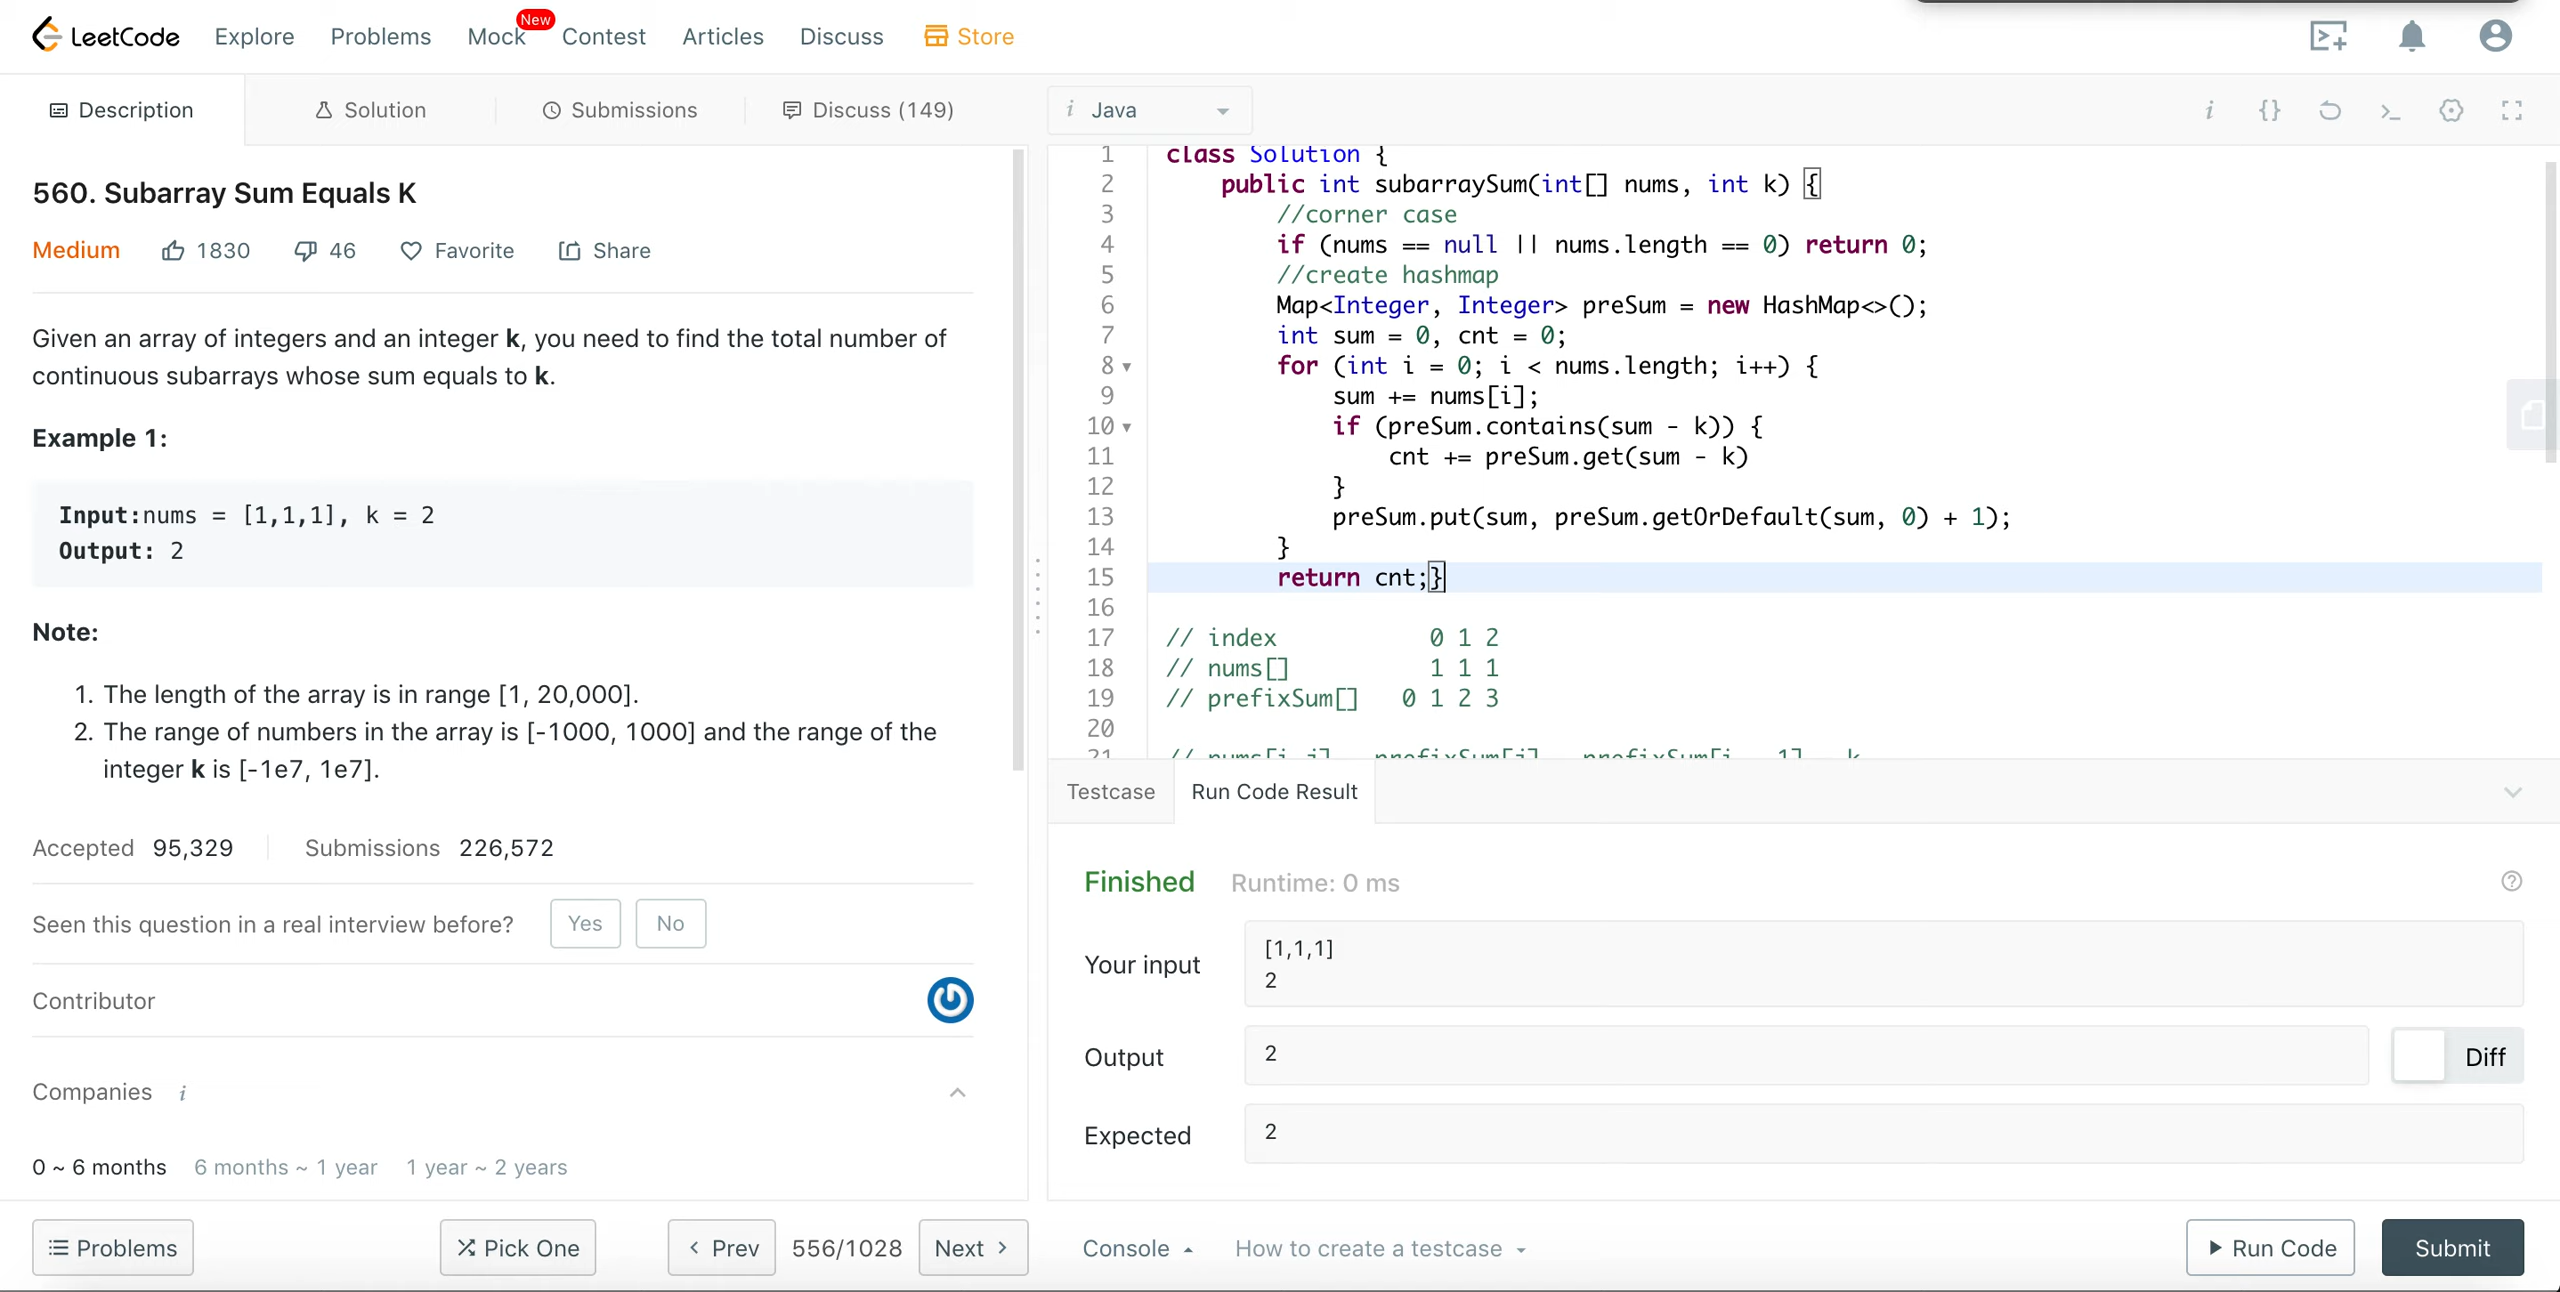 LeetCode Explore Problems Mock New Contest Articles Discuss Store
Description Solution Submissions Discuss (149)
560. Subarray Sum Equals K
Medium 1830 46 Favorite Share
Given an array of integers and an integer k, you need to find the total number of
continuous subarrays whose sum equals to k.
Example 1:
Input:nums = [1,1,1], k = 2
Output: 2
Note:
1. The length of the array is in range [1, 20,000].
2. The range of numbers in the array is [-1000, 1000] and the range of the
integer k is [-1e7, 1e7].
Accepted 95,329 Submissions 226,572
Seen this question in a real interview before? Yes No
Contributor
Companies i
0 ~ 6 months 6 months ~ 1 year 1 year ~ 2 years
Problems Pick One Prev 556/1028 Next
i Java i {}
1 class Solution {
2 public int subarraySum(int[] nums, int k) {
3 //corner case
4 if (nums == null || nums.length == 0) return 0;
5 //create hashmap
6 Map<Integer, Integer> preSum = new HashMap<>();
7 int sum = 0, cnt = 0;
8 for (int i = 0; i < nums.length; i++) {
9 sum += nums[i];
10 if (preSum.contains(sum - k)) {
11 cnt += preSum.get(sum - k)
12 }
13 preSum.put(sum, preSum.getOrDefault(sum, 0) + 1);
14 }
15 return cnt;}
16
17 // index 0 1 2
18 // nums[] 1 1 1
19 // prefixSum[] 0 1 2 3
20
21 // nums[i, j] prefixSum[j] prefixSum[i - 1] k
Testcase Run Code Result
Finished Runtime: 0 ms
Your input
[1,1,1]
2
Output 2 Diff
Expected 2
Console How to create a testcase Run Code Submit